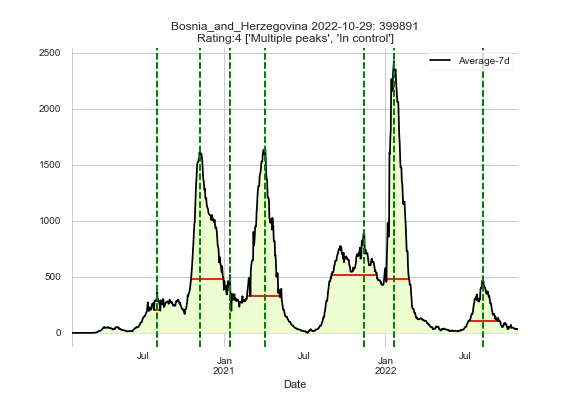 Bosnia_and_Herzegovina 2022-10-29: 399891
Rating:4 ['Multiple peaks', 'In control']
Average-7d
2500
2000
1500
1000
500
0
Jul
Jan
2021
Jul
Jan
2022
Jul
Date